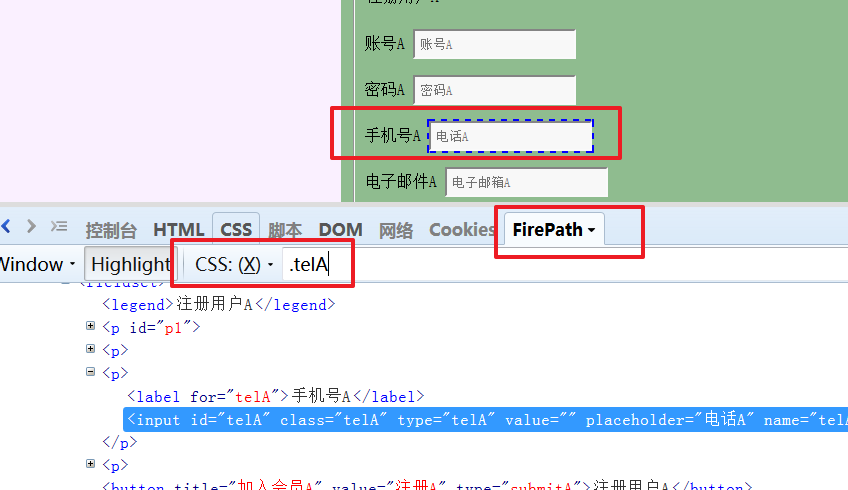 账号A 账号A
密码A 密码A
手机号A 电话A
电子邮件A 电子邮箱A
控制台 HTML CSS 脚本 DOM 网络 Cookies FirePath
Window Highlight CSS: (X) .telA
<legend>注册用户A</legend>
<p id="p1">
<p>
<p>
<label for="telA">手机号A</label>
<input id="telA" class="telA" type="telA" value="" placeholder="电话A" name="telA
</p>
<p>
<button title="加入会员A" value="注册A" type="submitA">注册用户A</button>